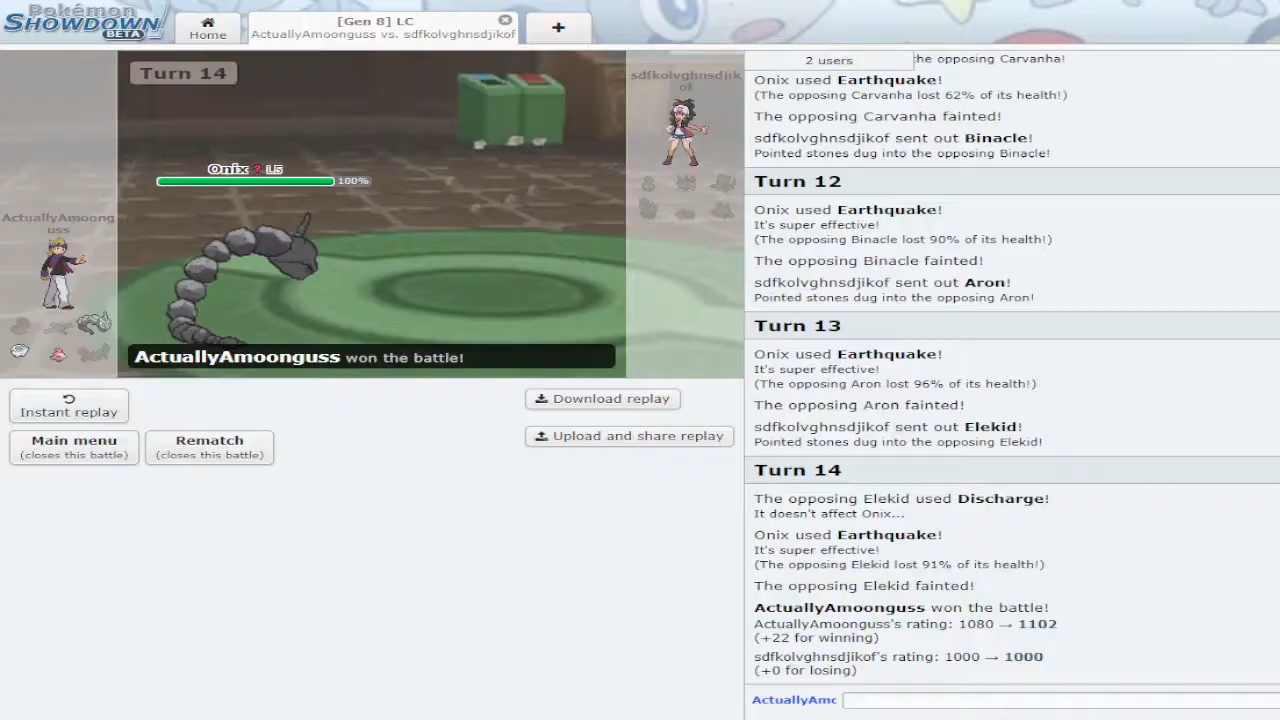 Pokémon
SHOWDOWN
BETA
Home
[Gen 8] LC
ActuallyAmoonguss vs. sdfkolvghnsdjikof
+
Turn 14
Onix L5
100%
ActuallyAmoong
uss
sdfkolvghnsdjik
of
ActuallyAmoonguss won the battle!
Instant replay
Download replay
Main menu
(closes this battle)
Rematch
(closes this battle)
Upload and share replay
2 users
the opposing Carvanha!
Onix used Earthquake!
(The opposing Carvanha lost 62% of its health!)
The opposing Carvanha fainted!
sdfkolvghnsdjikof sent out Binacle!
Pointed stones dug into the opposing Binacle!
Turn 12
Onix used Earthquake!
It's super effective!
(The opposing Binacle lost 90% of its health!)
The opposing Binacle fainted!
sdfkolvghnsdjikof sent out Aron!
Pointed stones dug into the opposing Aron!
Turn 13
Onix used Earthquake!
It's super effective!
(The opposing Aron lost 96% of its health!)
The opposing Aron fainted!
sdfkolvghnsdjikof sent out Elekid!
Pointed stones dug into the opposing Elekid!
Turn 14
The opposing Elekid used Discharge!
It doesn't affect Onix...
Onix used Earthquake!
It's super effective!
(The opposing Elekid lost 91% of its health!)
The opposing Elekid fainted!
ActuallyAmoonguss won the battle!
ActuallyAmoonguss's rating: 1080 → 1102
(+22 for winning)
sdfkolvghnsdjikof's rating: 1000 → 1000
(+0 for losing)
ActuallyAmc